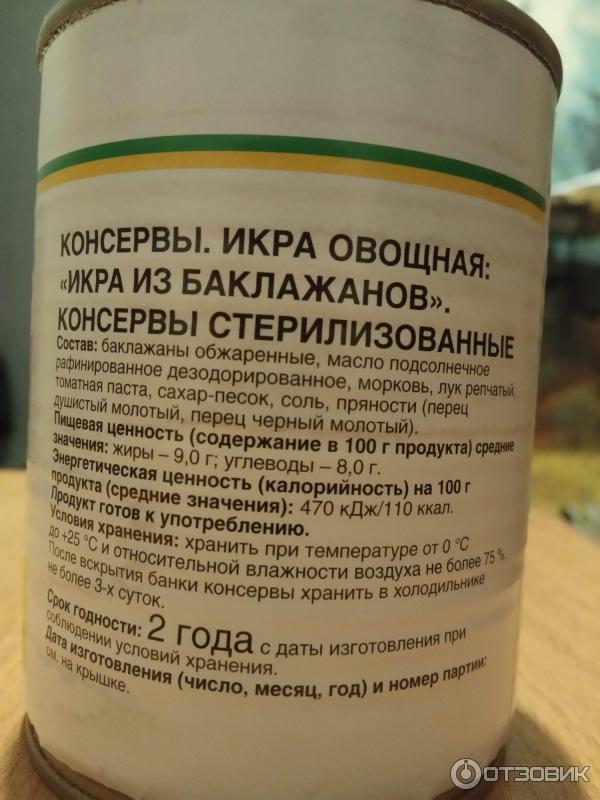 КОНСЕРВЫ. ИКРА ОВОЩНАЯ:
«ИКРА ИЗ БАКЛАЖАНОВ».
КОНСЕРВЫ СТЕРИЛИЗОВАННЫЕ
Состав: баклажаны обжаренные, масло подсолнечное
рафинированное дезодорированное, морковь, лук репчатый,
томатная паста, сахар-песок, соль, пряности (перец
душистый молотый, перец черный молотый).
Пищевая ценность (содержание в 100 г продукта) средние
значения: жиры – 9,0 г; углеводы – 8,0 г.
Энергетическая ценность (калорийность) на 100 г
продукта (средние значения): 470 кДж/110 ккал.
Продукт готов к употреблению.
Условия хранения: хранить при температуре от 0 °С
до +25 °С и относительной влажности воздуха не более 75 %.
После вскрытия банки консервы хранить в холодильнике
не более 3-х суток.
Срок годности: 2 года с даты изготовления при
соблюдении условий хранения.
Дата изготовления (число, месяц, год) и номер партии:
см. на крышке.
ОТЗОВИК